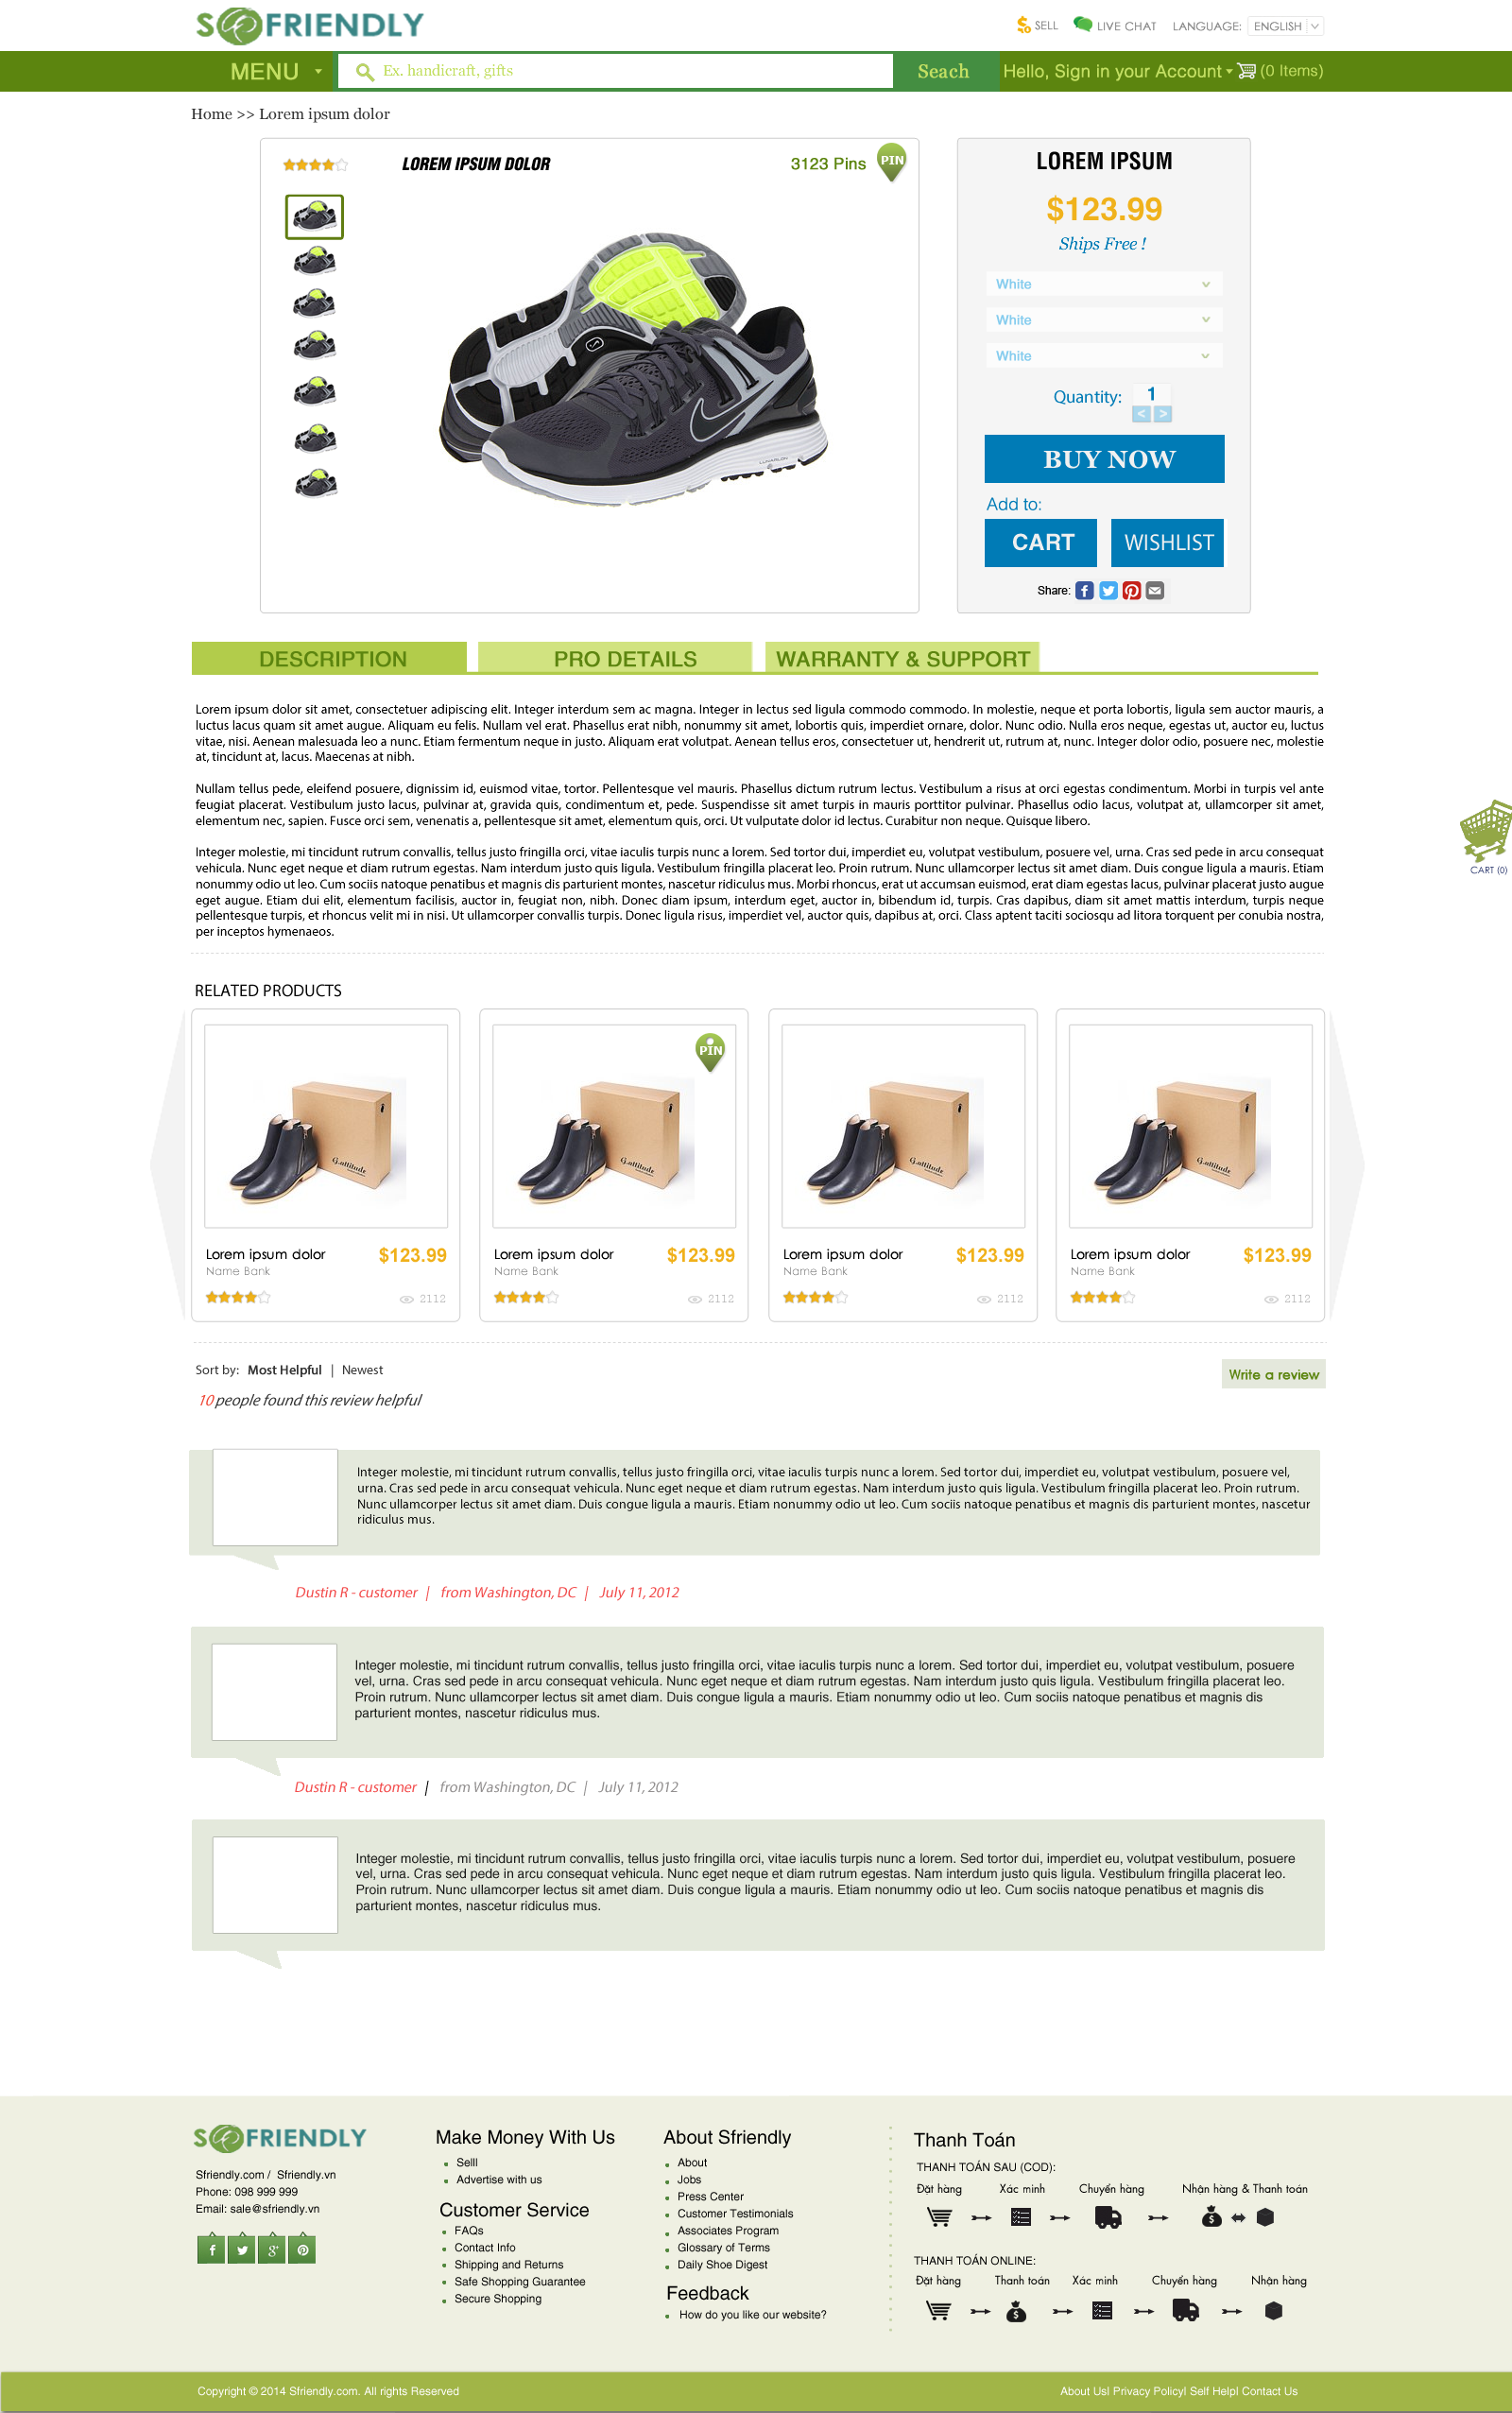 SOFRIENDLY
SELL
LIVE CHAT
LANGUAGE: ENGLISH
MENU
Ex. handicraft, gifts
Seach
Hello, Sign in your Account
(0 Items)
Home >> Lorem ipsum dolor
LOREM IPSUM DOLOR
3123 Pins
PIN
LOREM IPSUM
$123.99
Ships Free !
White
White
White
Quantity: 1
< >
BUY NOW
Add to:
CART
WISHLIST
Share:
DESCRIPTION
PRO DETAILS
WARRANTY & SUPPORT
Lorem ipsum dolor sit amet, consectetuer adipiscing elit. Integer interdum sem ac magna. Integer in lectus sed ligula commodo commodo. In molestie, neque et porta lobortis, ligula sem auctor mauris, a
luctus lacus quam sit amet augue. Aliquam eu felis. Nullam vel erat. Phasellus erat nibh, nonummy sit amet, lobortis quis, imperdiet ornare, dolor. Nunc odio. Nulla eros neque, egestas ut, auctor eu, luctus
vitae, nisi. Aenean malesuada leo a nunc. Etiam fermentum neque in justo. Aliquam erat volutpat. Aenean tellus eros, consectetuer ut, hendrerit ut, rutrum at, nunc. Integer dolor odio, posuere nec, molestie
at, tincidunt at, lacus. Maecenas at nibh.
Nullam tellus pede, eleifend posuere, dignissim id, euismod vitae, tortor. Pellentesque vel mauris. Phasellus dictum rutrum lectus. Vestibulum a risus at orci egestas condimentum. Morbi in turpis vel ante
feugiat placerat. Vestibulum justo lacus, pulvinar at, gravida quis, condimentum et, pede. Suspendisse sit amet turpis in mauris porttitor pulvinar. Phasellus odio lacus, volutpat at, ullamcorper sit amet,
elementum nec, sapien. Fusce orci sem, venenatis a, pellentesque sit amet, elementum quis, orci. Ut vulputate dolor id lectus. Curabitur non neque. Quisque libero.
CART (0)
Integer molestie, mi tincidunt rutrum convallis, tellus justo fringilla orci, vitae iaculis turpis nunc a lorem. Sed tortor dui, imperdiet eu, volutpat vestibulum, posuere vel, urna. Cras sed pede in arcu consequat
vehicula. Nunc eget neque et diam rutrum egestas. Nam interdum justo quis ligula. Vestibulum fringilla placerat leo. Proin rutrum. Nunc ullamcorper lectus sit amet diam. Duis congue ligula a mauris. Etiam
nonummy odio ut leo. Cum sociis natoque penatibus et magnis dis parturient montes, nascetur ridiculus mus. Morbi rhoncus, erat ut accumsan euismod, erat diam egestas lacus, pulvinar placerat justo augue
eget augue. Etiam dui elit, elementum facilisis, auctor in, feugiat non, nibh. Donec diam ipsum, interdum eget, auctor in, bibendum id, turpis. Cras dapibus, diam sit amet mattis interdum, turpis neque
pellentesque turpis, et rhoncus velit mi in nisi. Ut ullamcorper convallis turpis. Donec ligula risus, imperdiet vel, auctor quis, dapibus at, orci. Class aptent taciti sociosqu ad litora torquent per conubia nostra,
per inceptos hymenaeos.
RELATED PRODUCTS
G.attitude
Lorem ipsum dolor $123.99
Name Bank
2112
PIN
G.attitude
Lorem ipsum dolor $123.99
Name Bank
2112
G.attitude
Lorem ipsum dolor $123.99
Name Bank
2112
G.attitude
Lorem ipsum dolor $123.99
Name Bank
2112
Sort by: Most Helpful | Newest
Write a review
10 people found this review helpful
Integer molestie, mi tincidunt rutrum convallis, tellus justo fringilla orci, vitae iaculis turpis nunc a lorem. Sed tortor dui, imperdiet eu, volutpat vestibulum, posuere vel,
urna. Cras sed pede in arcu consequat vehicula. Nunc eget neque et diam rutrum egestas. Nam interdum justo quis ligula. Vestibulum fringilla placerat leo. Proin rutrum.
Nunc ullamcorper lectus sit amet diam. Duis congue ligula a mauris. Etiam nonummy odio ut leo. Cum sociis natoque penatibus et magnis dis parturient montes, nascetur
ridiculus mus.
Dustin R - customer | from Washington, DC | July 11, 2012
Integer molestie, mi tincidunt rutrum convallis, tellus justo fringilla orci, vitae iaculis turpis nunc a lorem. Sed tortor dui, imperdiet eu, volutpat vestibulum, posuere
vel, urna. Cras sed pede in arcu consequat vehicula. Nunc eget neque et diam rutrum egestas. Nam interdum justo quis ligula. Vestibulum fringilla placerat leo.
Proin rutrum. Nunc ullamcorper lectus sit amet diam. Duis congue ligula a mauris. Etiam nonummy odio ut leo. Cum sociis natoque penatibus et magnis dis
parturient montes, nascetur ridiculus mus.
Dustin R - customer | from Washington, DC | July 11, 2012
Integer molestie, mi tincidunt rutrum convallis, tellus justo fringilla orci, vitae iaculis turpis nunc a lorem. Sed tortor dui, imperdiet eu, volutpat vestibulum, posuere
vel, urna. Cras sed pede in arcu consequat vehicula. Nunc eget neque et diam rutrum egestas. Nam interdum justo quis ligula. Vestibulum fringilla placerat leo.
Proin rutrum. Nunc ullamcorper lectus sit amet diam. Duis congue ligula a mauris. Etiam nonummy odio ut leo. Cum sociis natoque penatibus et magnis dis
parturient montes, nascetur ridiculus mus.
SOFRIENDLY
Sfriendly.com / Sfriendly.vn
Phone: 098 999 999
Email: sale@sfriendly.vn
Make Money With Us
Selll
Advertise with us
Customer Service
FAQs
Contact Info
Shipping and Returns
Safe Shopping Guarantee
Secure Shopping
About Sfriendly
About
Jobs
Press Center
Customer Testimonials
Associates Program
Glossary of Terms
Daily Shoe Digest
Feedback
How do you like our website?
Thanh Toán
THANH TOÁN SAU (COD):
Đặt hàng Xác minh Chuyển hàng Nhận hàng & Thanh toán
THANH TOÁN ONLINE:
Đặt hàng Thanh toán Xác minh Chuyển hàng Nhận hàng
Copyright © 2014 Sfriendly.com. All rights Reserved
About Us| Privacy Policy| Self Help| Contact Us